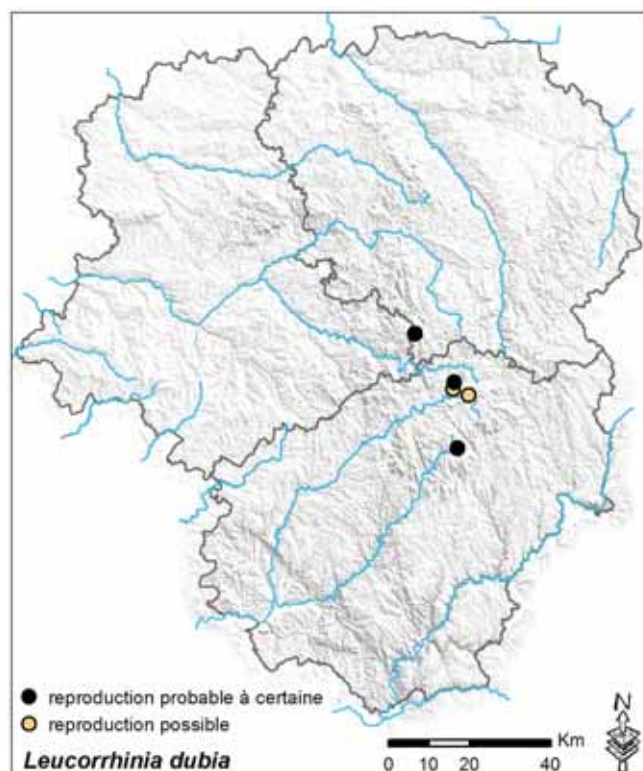 reproduction probable à certaine
reproduction possible
Leucorrhinia dubia
Km
0 10 20 40
N